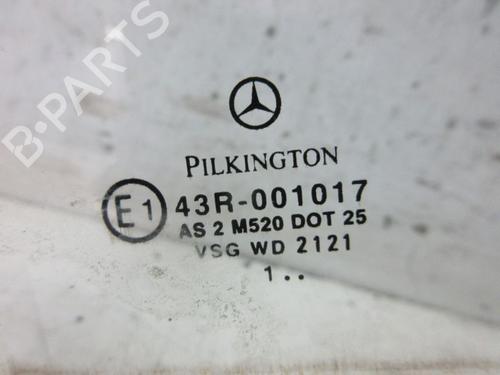 B-PARTS
PILKINGTON
E1 43R-001017
AS 2 M520 DOT 25
VSG WD 2121
1..